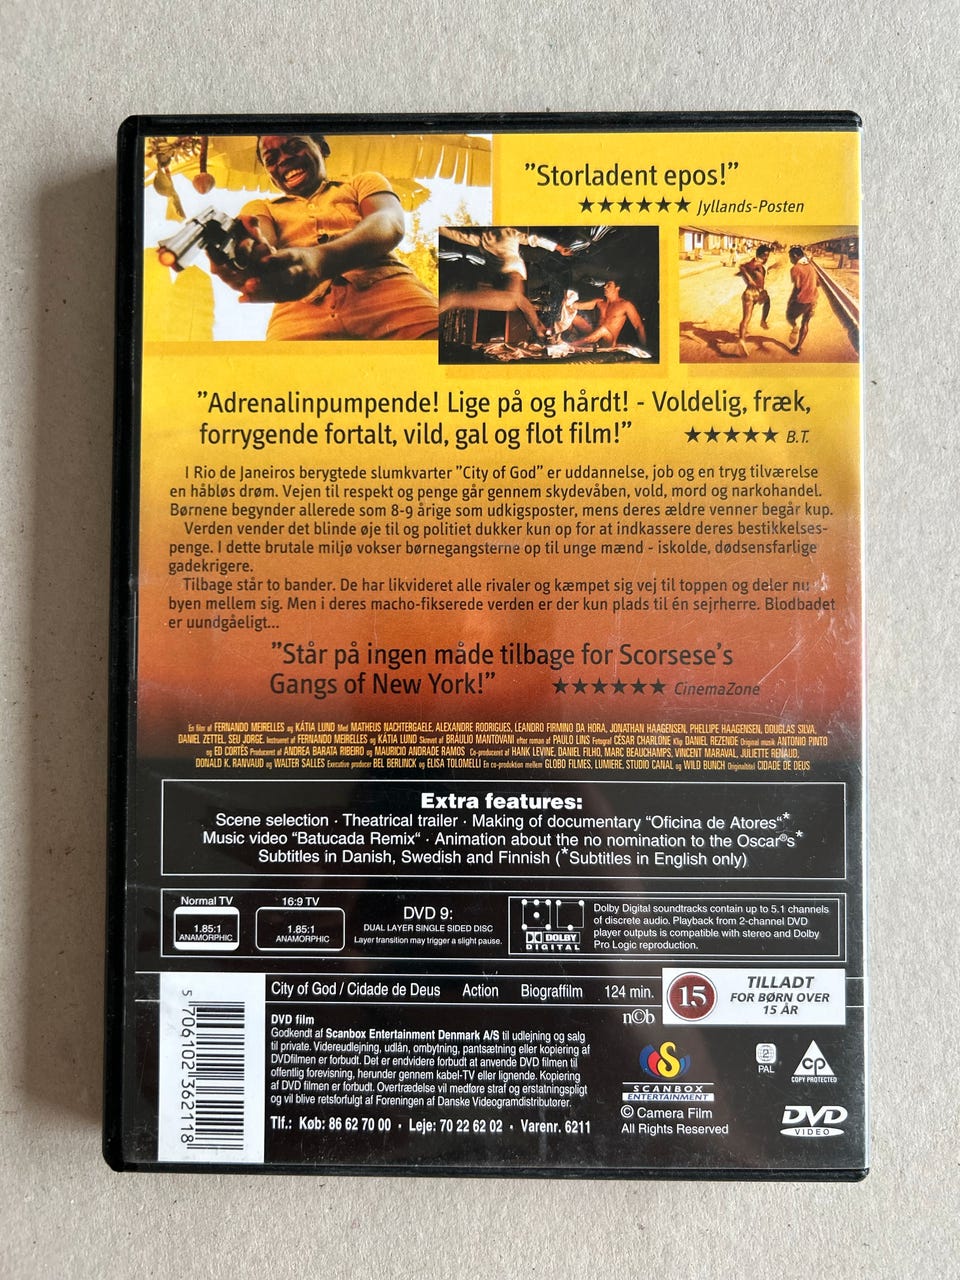 "Storladent epos!"
★★★★★★ Jyllands-Posten
"Adrenalinpumpende! Lige på og hårdt! - Voldelig, fræk,
forrygende fortalt, vild, gal og flot film!" ★★★★★ B.T.
I Rio de Janeiros berygtede slumkvarter "City of God" er uddannelse, job og en tryg tilværelse
en håbløs drøm. Vejen til respekt og penge går gennem skydevåben, vold, mord og narkohandel.
Børnene begynder allerede som 8-9 årige som udkigsposter, mens deres ældre venner begår kup.
Verden vender det blinde øje til og politiet dukker kun op for at indkassere deres bestikkelses-
penge. I dette brutale miljø vokser børnegangsterne op til unge mænd - iskolde, dødsensfarlige
gadekrigere.
Tilbage står to bander. De har likvideret alle rivaler og kæmpet sig vej til toppen og deler nu
byen mellem sig. Men i deres macho-fikserede verden er der kun plads til én sejrherre. Blodbadet
er uundgåeligt...
"Står på ingen måde tilbage for Scorsese's
Gangs of New York!" ★★★★★★ CinemaZone
En film af FERNANDO MEIRELLES og KÁTIA LUND Med MATHEUS NACHTERGAELE, ALEXANDRE RODRIGUES, LEANDRO FIRMINO DA HORA, JONATHAN HAAGENSEN, PHELLIPE HAAGENSEN, DOUGLAS SILVA,
DANIEL ZETTEL, SEU JORGE. Instrueret af FERNANDO MEIRELLES og KÁTIA LUND Skrevet af BRÁULIO MANTOVANI efter roman af PAULO LINS Fotograf CÉSAR CHARLONE Klip DANIEL REZENDE Original musik ANTONIO PINTO
og ED CORTÊS Produceret af ANDREA BARATA RIBEIRO og MAURICIO ANDRADE RAMOS Co-produceret af HANK LEVINE, DANIEL FILHO, MARC BEAUCHAMPS, VINCENT MARAVAL, JULIETTE RENAUD,
DONALD K. RANVAUD og WALTER SALLES Executive producer BEL BERLINCK og ELISA TOLOMELLI En co-produktion mellem GLOBO FILMES, LUMIERE, STUDIO CANAL og WILD BUNCH Originaltitel CIDADE DE DEUS
Extra features:
Scene selection · Theatrical trailer · Making of documentary "Oficina de Atores"*
Music video "Batucada Remix" · Animation about the no nomination to the Oscar®s*
Subtitles in Danish, Swedish and Finnish (*Subtitles in English only)
Normal TV
1.85:1
ANAMORPHIC
16:9 TV
1.85:1
ANAMORPHIC
DVD 9:
DUAL LAYER SINGLE SIDED DISC
Layer transition may trigger a slight pause.
DOLBY
DIGITAL
Dolby Digital soundtracks contain up to 5.1 channels
of discrete audio. Playback from 2-channel DVD
player outputs is compatible with stereo and Dolby
Pro Logic reproduction.
City of God / Cidade de Deus Action Biograffilm 124 min.
15
TILLADT
FOR BØRN OVER
15 ÅR
n©b
DVD film
Godkendt af Scanbox Entertainment Denmark A/S til udlejning og salg
til private. Videreudlejning, udlån, ombytning, pantsætning eller kopiering af
DVDfilmen er forbudt. Det er endvidere forbudt at anvende DVD filmen til
offentlig forevisning, herunder gennem kabel-TV eller lignende. Kopiering
af DVD filmen er forbudt. Overtrædelse vil medføre straf og erstatningspligt
og vil blive retsforfulgt af Foreningen af Danske Videogramdistributører.
Tlf.: Køb: 86 62 70 00 · Leje: 70 22 62 02 · Varenr. 6211
SCANBOX
ENTERTAINMENT
© Camera Film
All Rights Reserved
2
PAL
CP
COPY PROTECTED
DVD
VIDEO
5 706102 362118